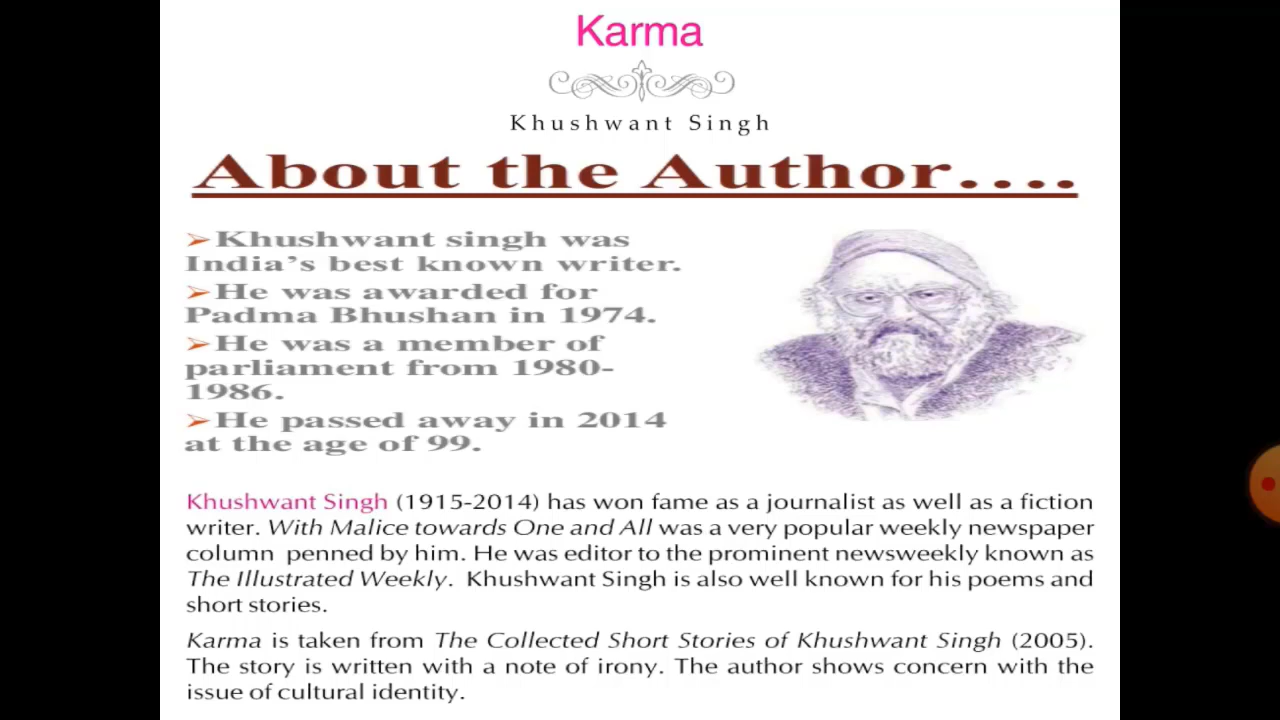 Karma
Khushwant Singh
About the Author....
➢Khushwant singh was
India's best known writer.
➢He was awarded for
Padma Bhushan in 1974.
➢He was a member of
parliament from 1980-
1986.
➢He passed away in 2014
at the age of 99.
Khushwant Singh (1915-2014) has won fame as a journalist as well as a fiction
writer. With Malice towards One and All was a very popular weekly newspaper
column penned by him. He was editor to the prominent newsweekly known as
The Illustrated Weekly. Khushwant Singh is also well known for his poems and
short stories.
Karma is taken from The Collected Short Stories of Khushwant Singh (2005).
The story is written with a note of irony. The author shows concern with the
issue of cultural identity.